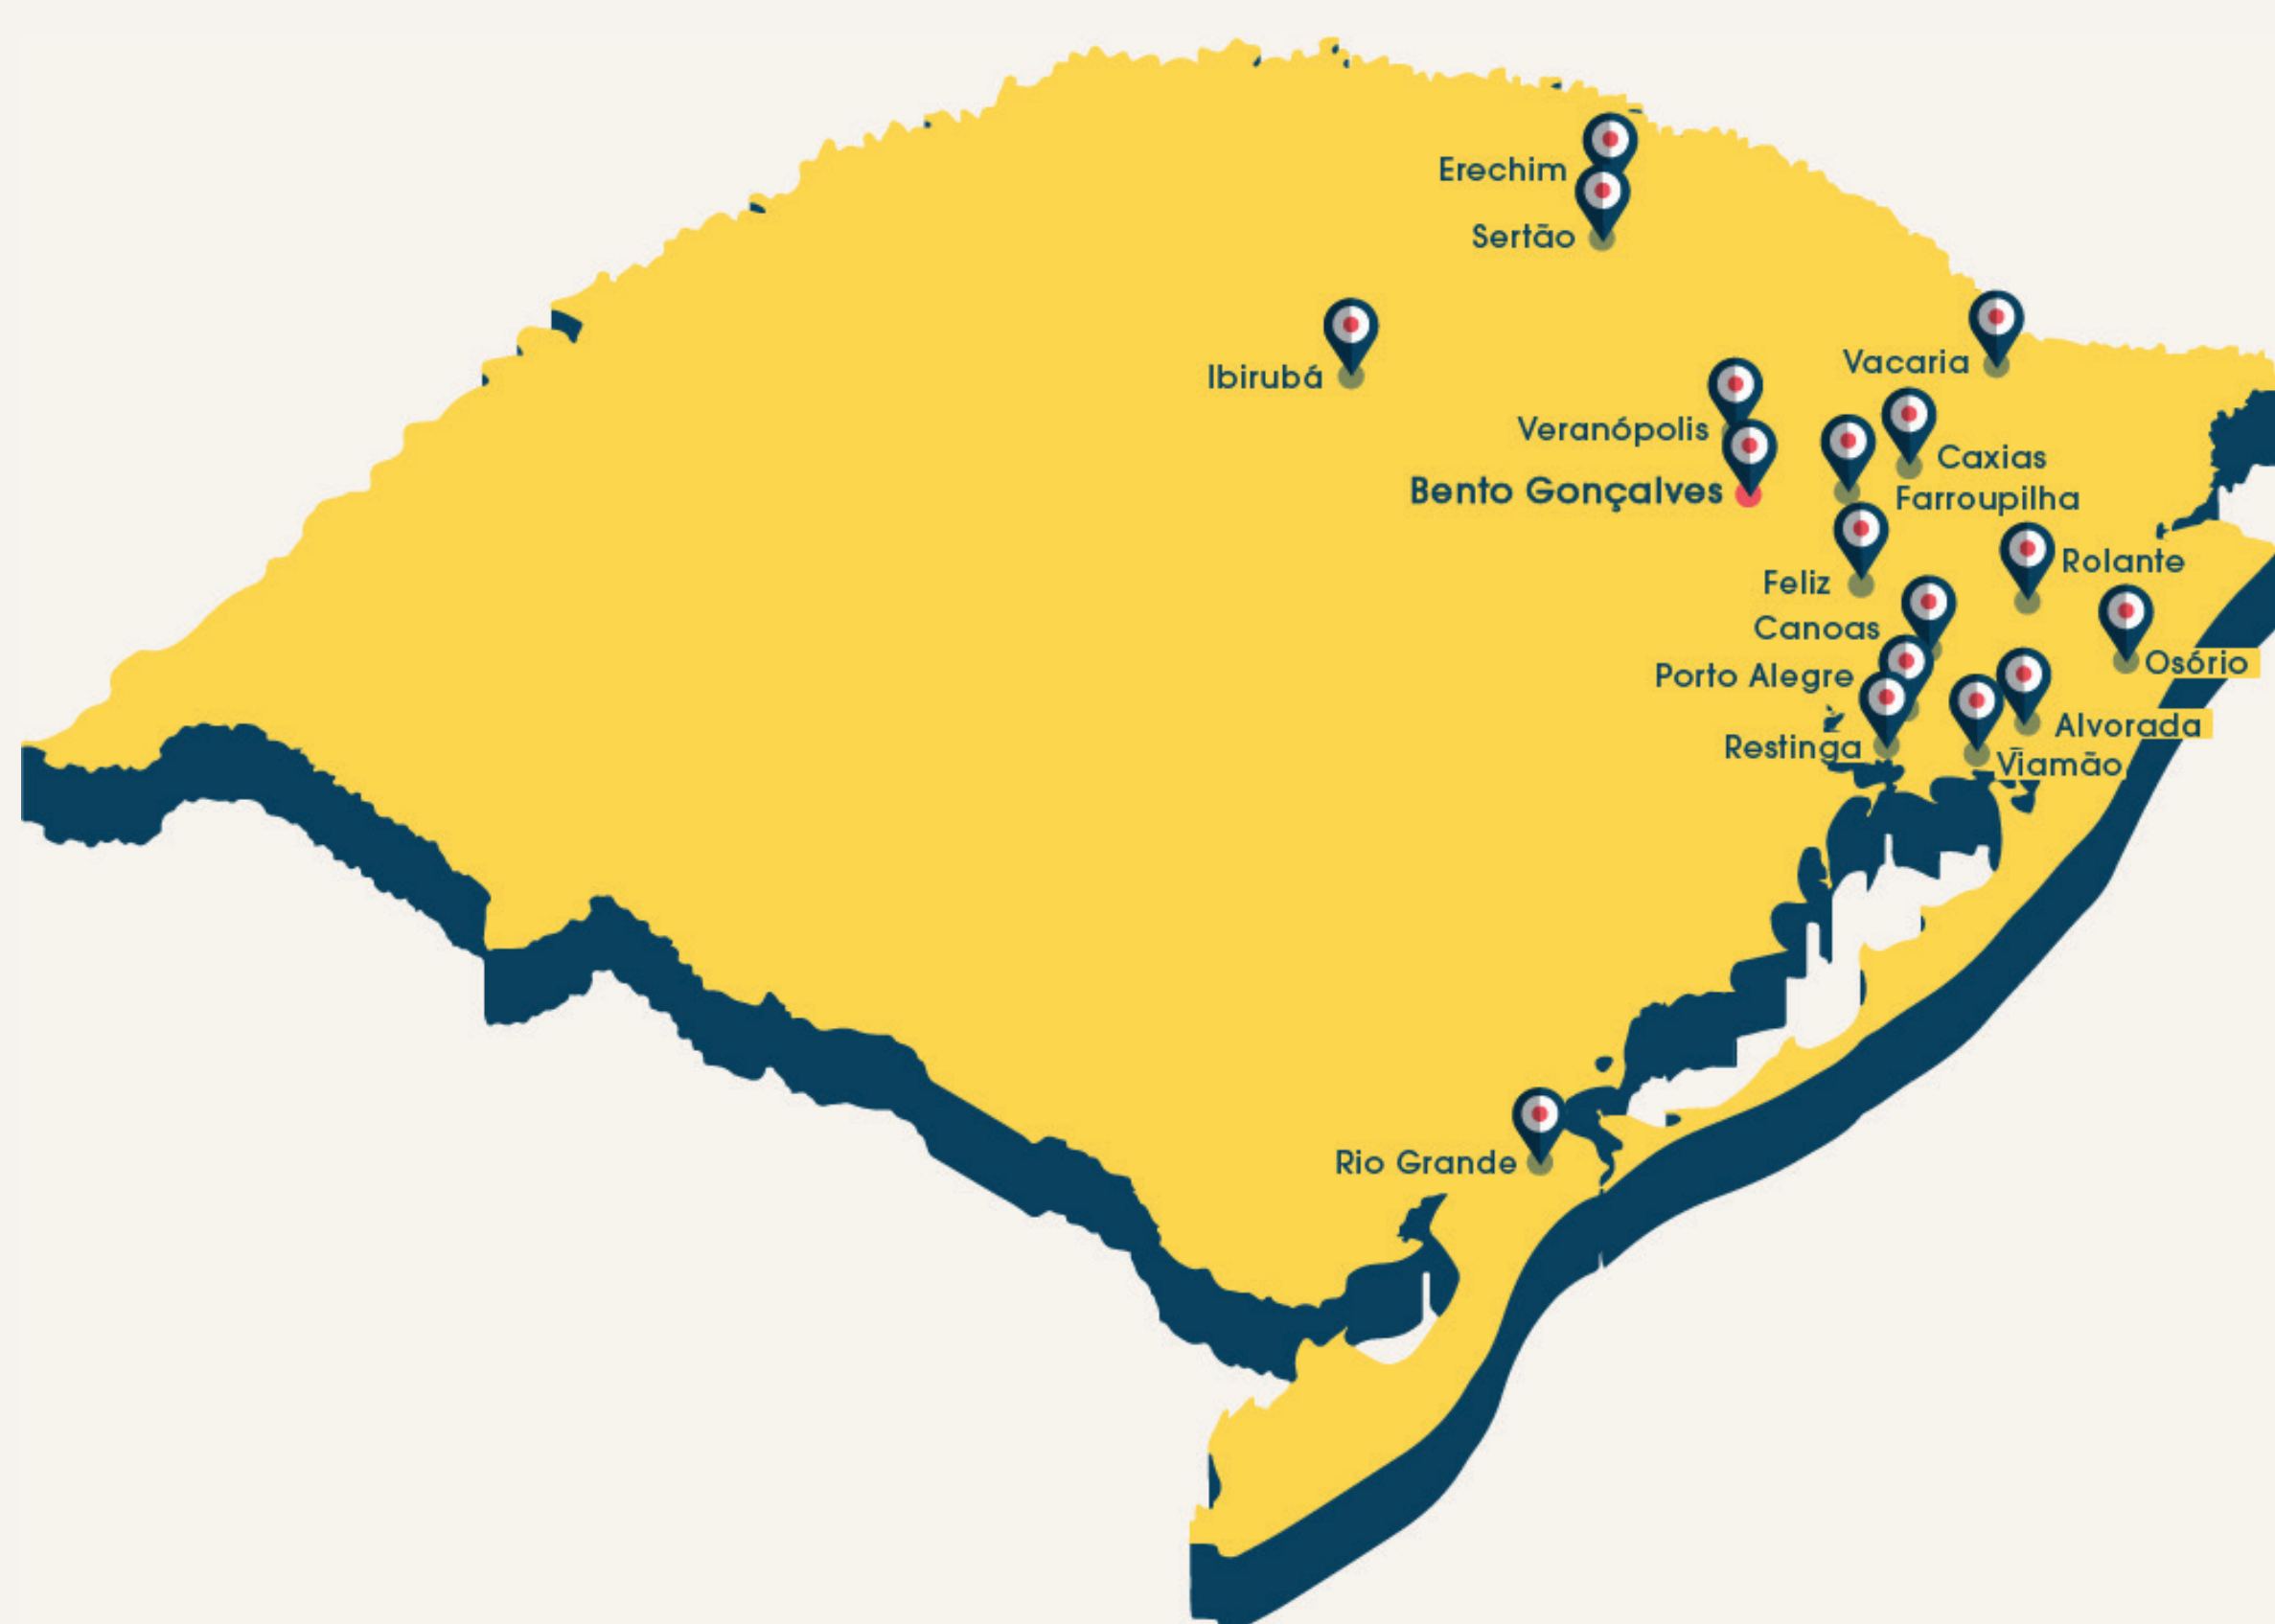 Erechim
Sertão
Ibirubá
Vacaria
Veranópolis
Caxias
Bento Gonçalves
Farroupilha
Rolante
Feliz
Canoas
Osório
Porto Alegre
Alvorada
Restinga
Viamão
Rio Grande